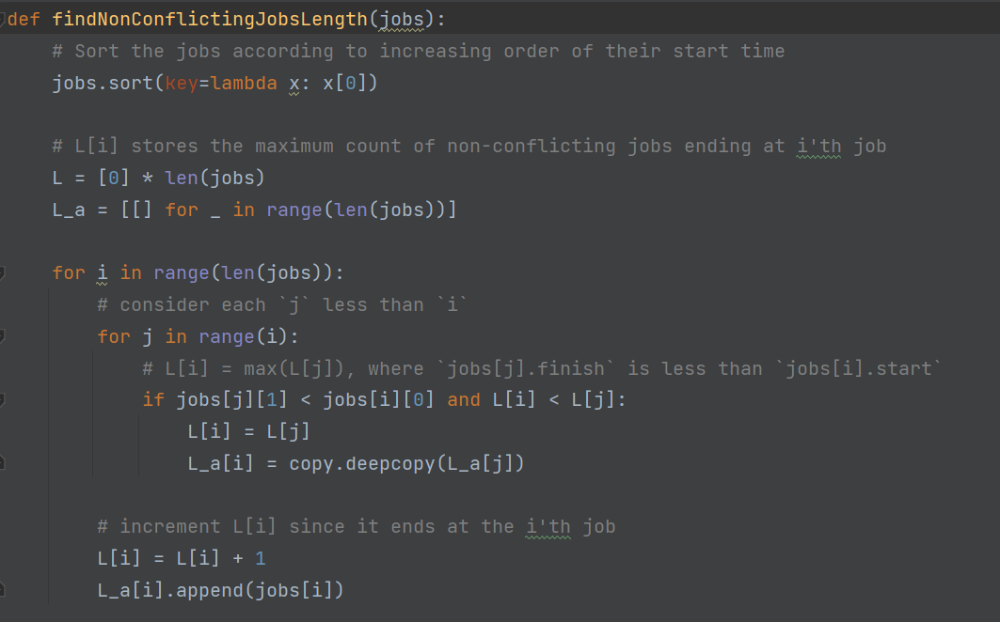 def findNonConflictingJobsLength(jobs):
    # Sort the jobs according to increasing order of their start time
    jobs.sort(key=lambda x: x[0])

    # L[i] stores the maximum count of non-conflicting jobs ending at i'th job
    L = [0] * len(jobs)
    L_a = [[] for _ in range(len(jobs))]

    for i in range(len(jobs)):
        # consider each `j` less than `i`
        for j in range(i):
            # L[i] = max(L[j]), where `jobs[j].finish` is less than `jobs[i].start`
            if jobs[j][1] < jobs[i][0] and L[i] < L[j]:
                L[i] = L[j]
                L_a[i] = copy.deepcopy(L_a[j])

        # increment L[i] since it ends at the i'th job
        L[i] = L[i] + 1
        L_a[i].append(jobs[i])